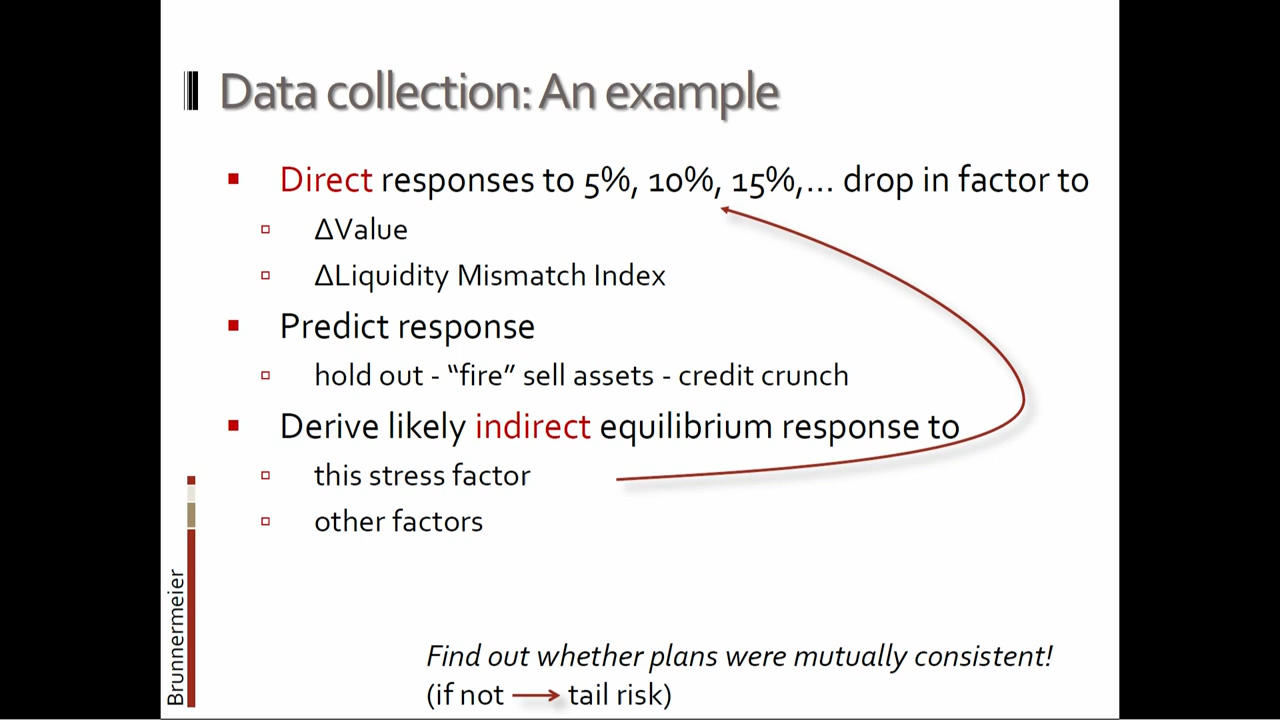 Data collection: An example
Direct responses to 5%, 10%, 15%,... drop in factor to
ΔValue
ΔLiquidity Mismatch Index
Predict response
hold out - “fire” sell assets - credit crunch
Derive likely indirect equilibrium response to
this stress factor
other factors
Brunnermeier
Find out whether plans were mutually consistent!
(if not → tail risk)